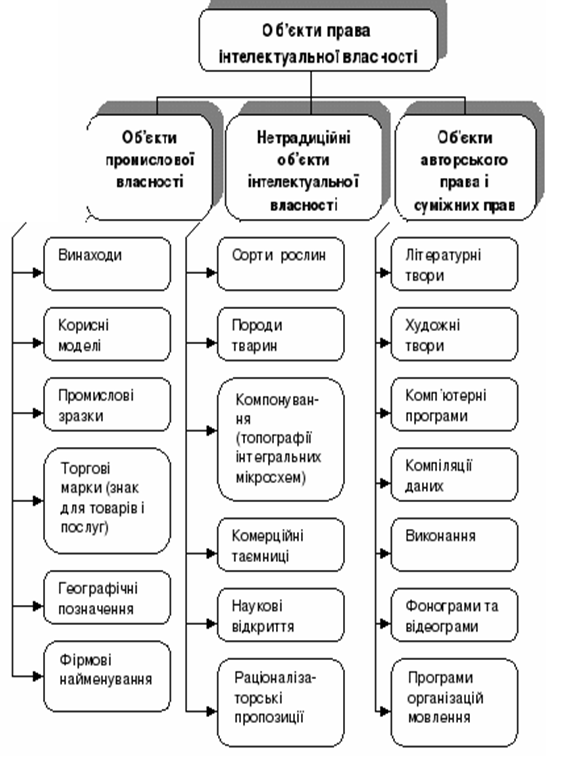 Об'єкти права
інтелектуальної власності
Об'єкти
промислової
власності
Нетрадиційні
об'єкти
інтелектуальної
власності
Об'єкти
авторського
права і
суміжних прав
Винаходи
Корисні
моделі
Промислові
зразки
Торгові
марки (знак
для товарів і
послуг)
Географічні
позначення
Фірмові
найменування
Сорти рослин
Породи
тварин
Компонуван-
ня
(топографії
інтегральних
мікросхем)
Комерційні
таємниці
Наукові
відкриття
Раціоналіза-
торські
пропозиції
Літературні
твори
Художні
твори
Комп'ютерні
програми
Компіляції
даних
Виконання
Фонограми та
відеограми
Програми
організацій
мовлення